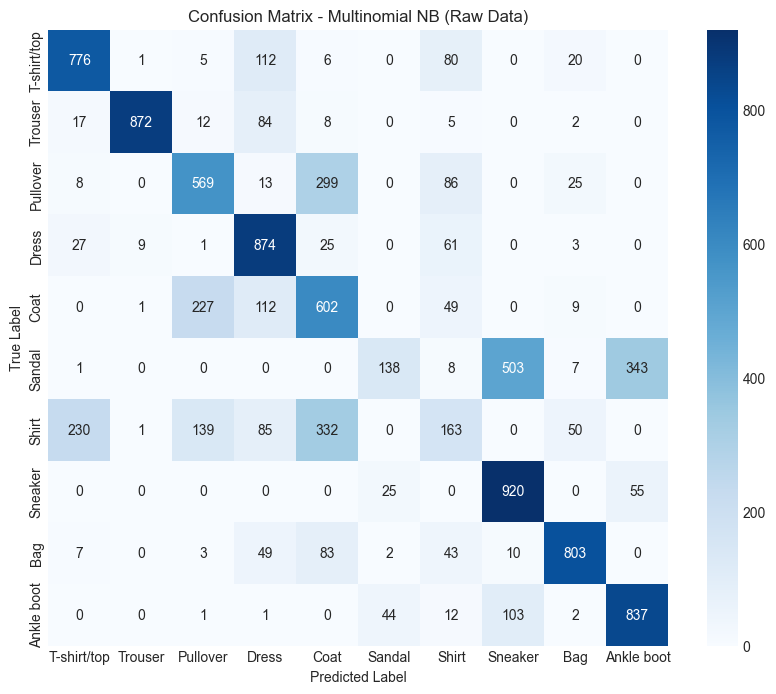 Confusion Matrix - Multinomial NB (Raw Data)
True Label
T-shirt/top 776 1 5 112 6 0 80 0 20 0
Trouser 17 872 12 84 8 5 0 2 0
Pullover 8 0 569 13 299 0 86 0 25 0
Dress 27 9 1 874 25 0 61 0 3 0
Coat 0 1 227 112 602 0 49 0 9 0
Sandal 1 0 0 0 0 138 8 503 7 343
Shirt 230 1 139 85 332 0 163 0 50 0
Sneaker 0 0 0 0 0 25 0 920 0 55
Bag 7 0 3 49 83 2 43 10 803 0
Ankle boot 0 0 1 1 0 44 12 103 2 837
T-shirt/top Trouser Pullover Dress Coat Sandal Shirt Sneaker Bag Ankle boot
Predicted Label
800
600
400
200
0